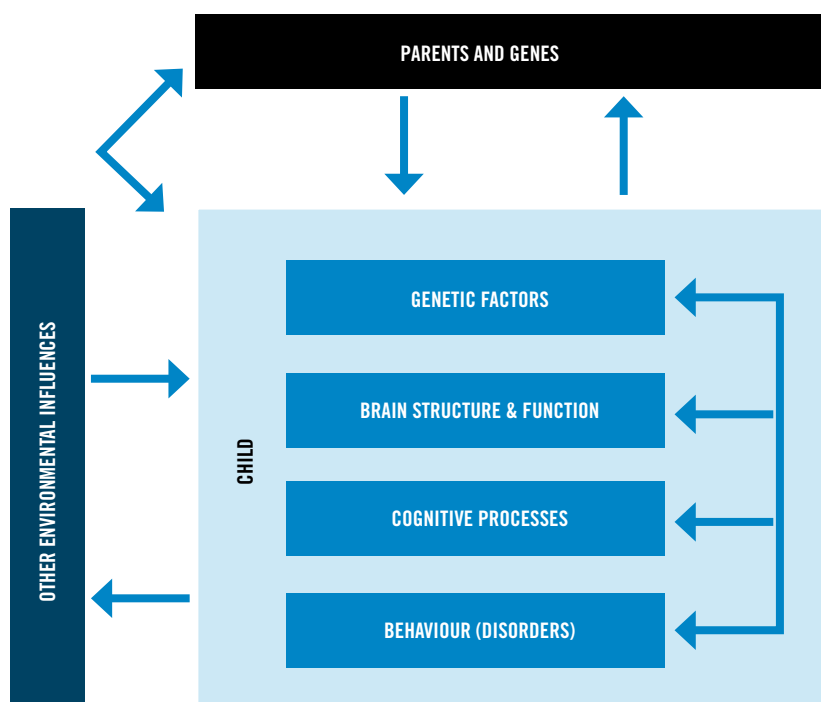 PARENTS AND GENES
OTHER ENVIRONMENTAL INFLUENCES
CHILD
GENETIC FACTORS
BRAIN STRUCTURE & FUNCTION
COGNITIVE PROCESSES
BEHAVIOUR (DISORDERS)